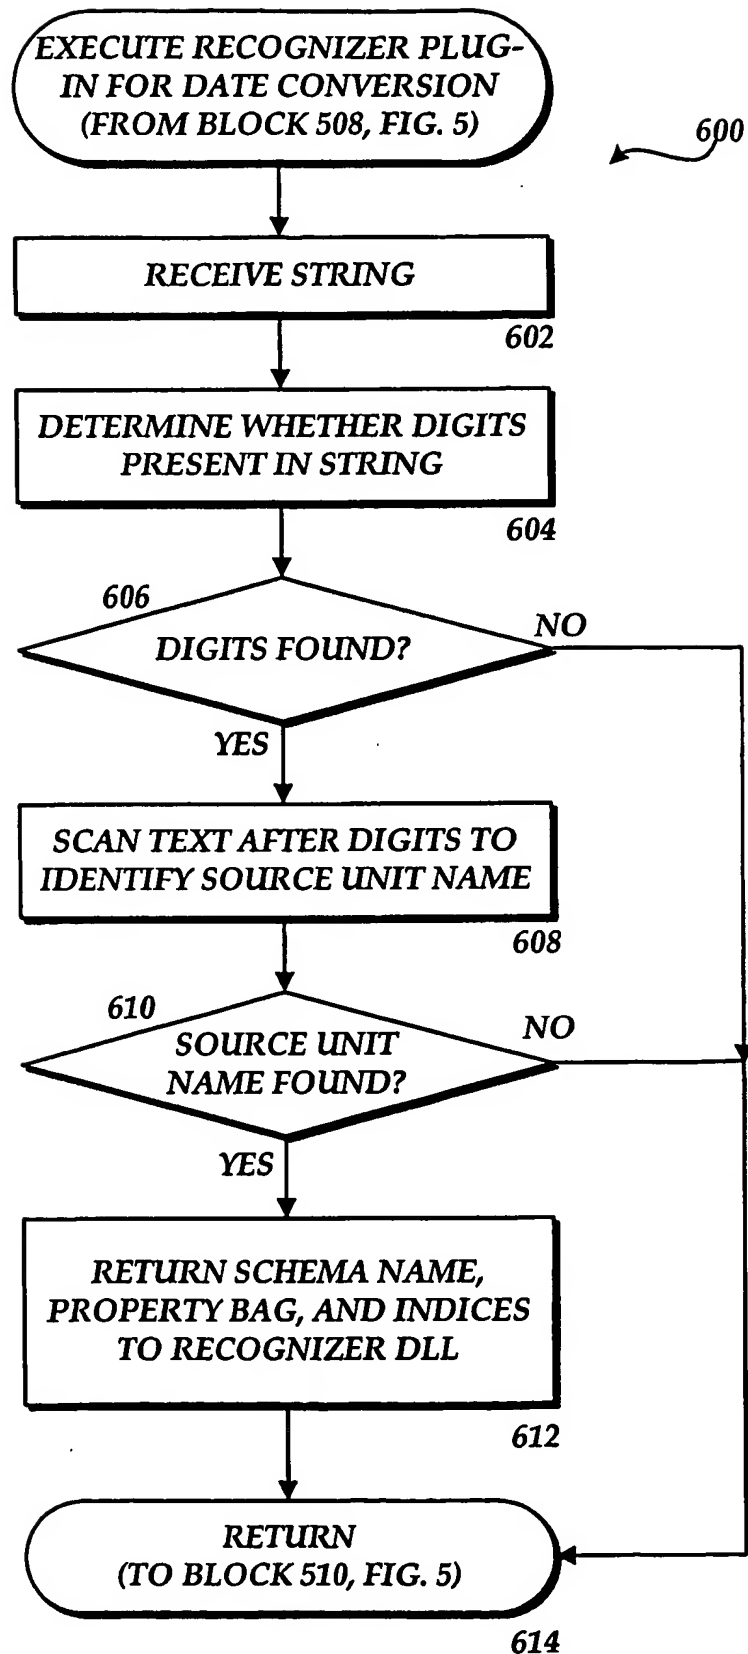 EXECUTE RECOGNIZER PLUG-
IN FOR DATE CONVERSION
(FROM BLOCK 508, FIG. 5)
600
RECEIVE STRING
602
DETERMINE WHETHER DIGITS
PRESENT IN STRING
604
606
DIGITS FOUND?
NO
YES
SCAN TEXT AFTER DIGITS TO
IDENTIFY SOURCE UNIT NAME
608
610
SOURCE UNIT
NAME FOUND?
NO
YES
RETURN SCHEMA NAME,
PROPERTY BAG, AND INDICES
TO RECOGNIZER DLL
612
RETURN
(TO BLOCK 510, FIG. 5)
614